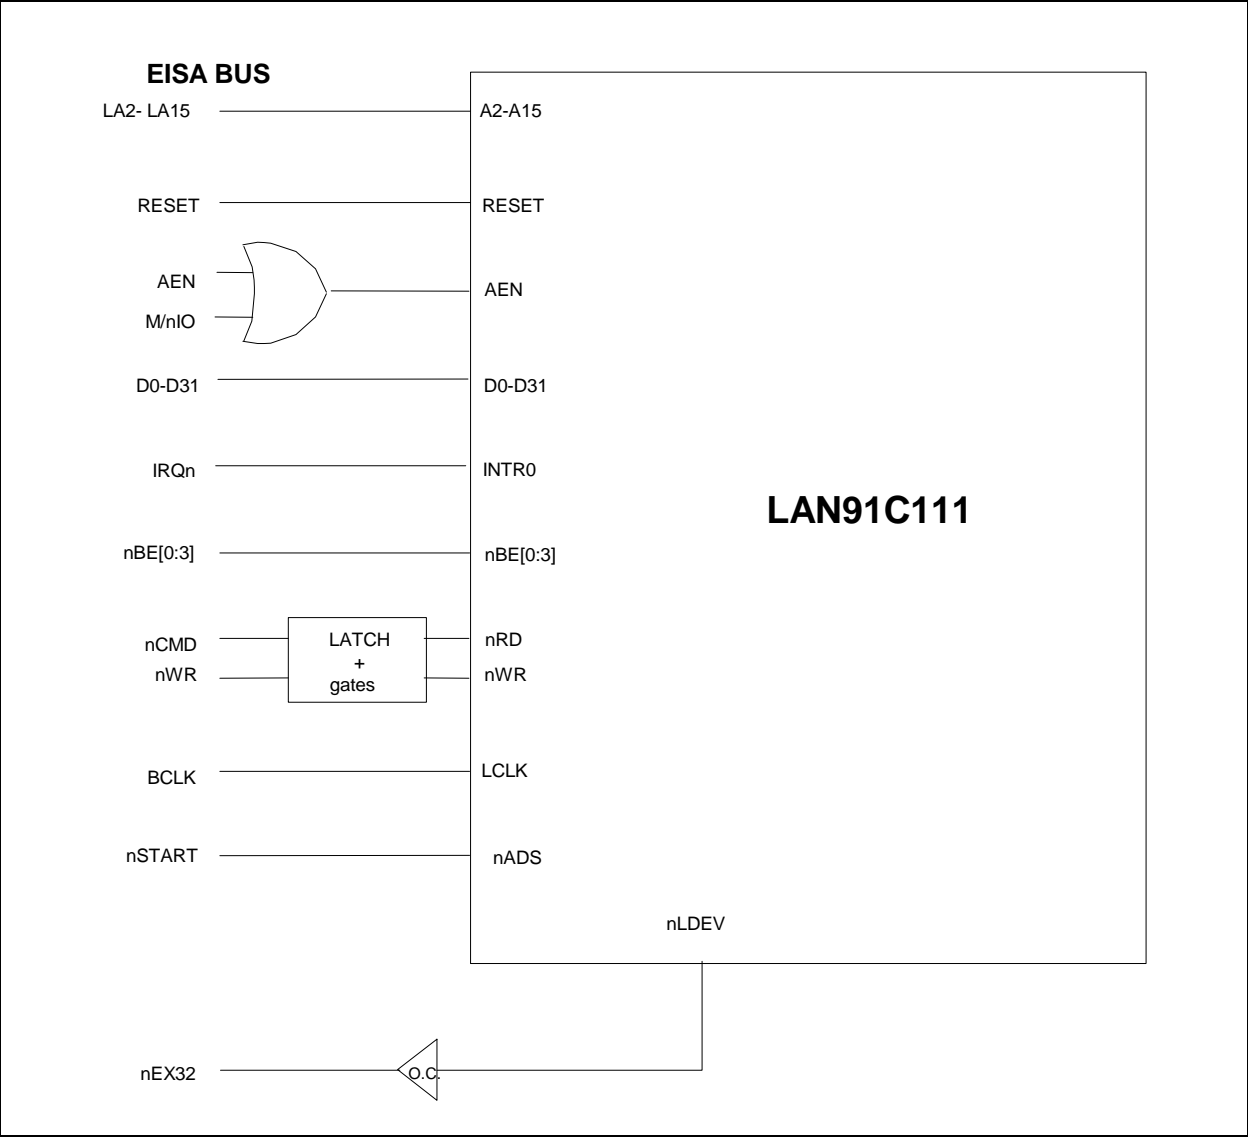 EISA BUS
LA2- LA15
A2-A15
RESET
RESET
AEN
M/nIO
AEN
D0-D31
D0-D31
IRQn
INTR0
LAN91C111
nBE[0:3]
nBE[0:3]
nCMD
nWR
LATCH
+
gates
nRD
nWR
BCLK
LCLK
nSTART
nADS
nLDEV
nEX32
O.C.